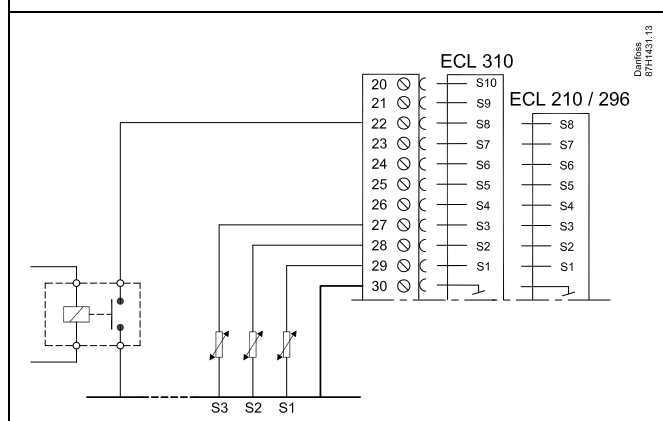 Danfoss
87H1431.13
ECL 310
ECL 210 / 296
20 S10
21 S9
22 S8 S8
23 S7 S7
24 S6 S6
25 S5 S5
26 S4 S4
27 S3 S3
28 S2 S2
29 S1 S1
30
S3 S2 S1